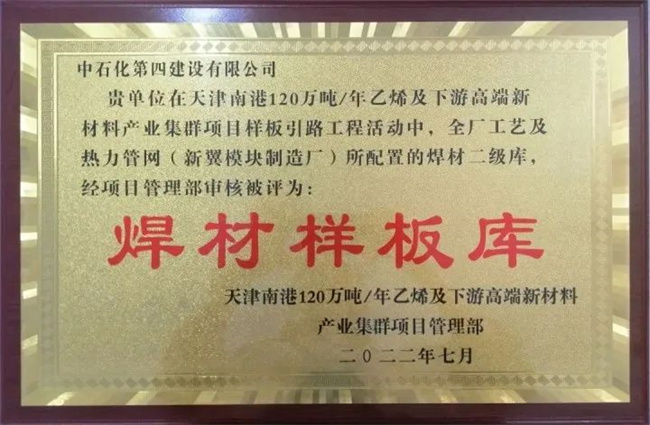 中石化第四建设有限公司
贵单位在天津南港120万吨/年乙烯及下游高端新
材料产业集群项目样板引路工程活动中，全厂工艺及
热力管网（新翼模块制造厂）所配置的焊材二级库，
经项目管理部审核被评为：
焊材样板库
天津南港120万吨/年乙烯及下游高端新材料
产业集群项目管理部
二〇二二年七月